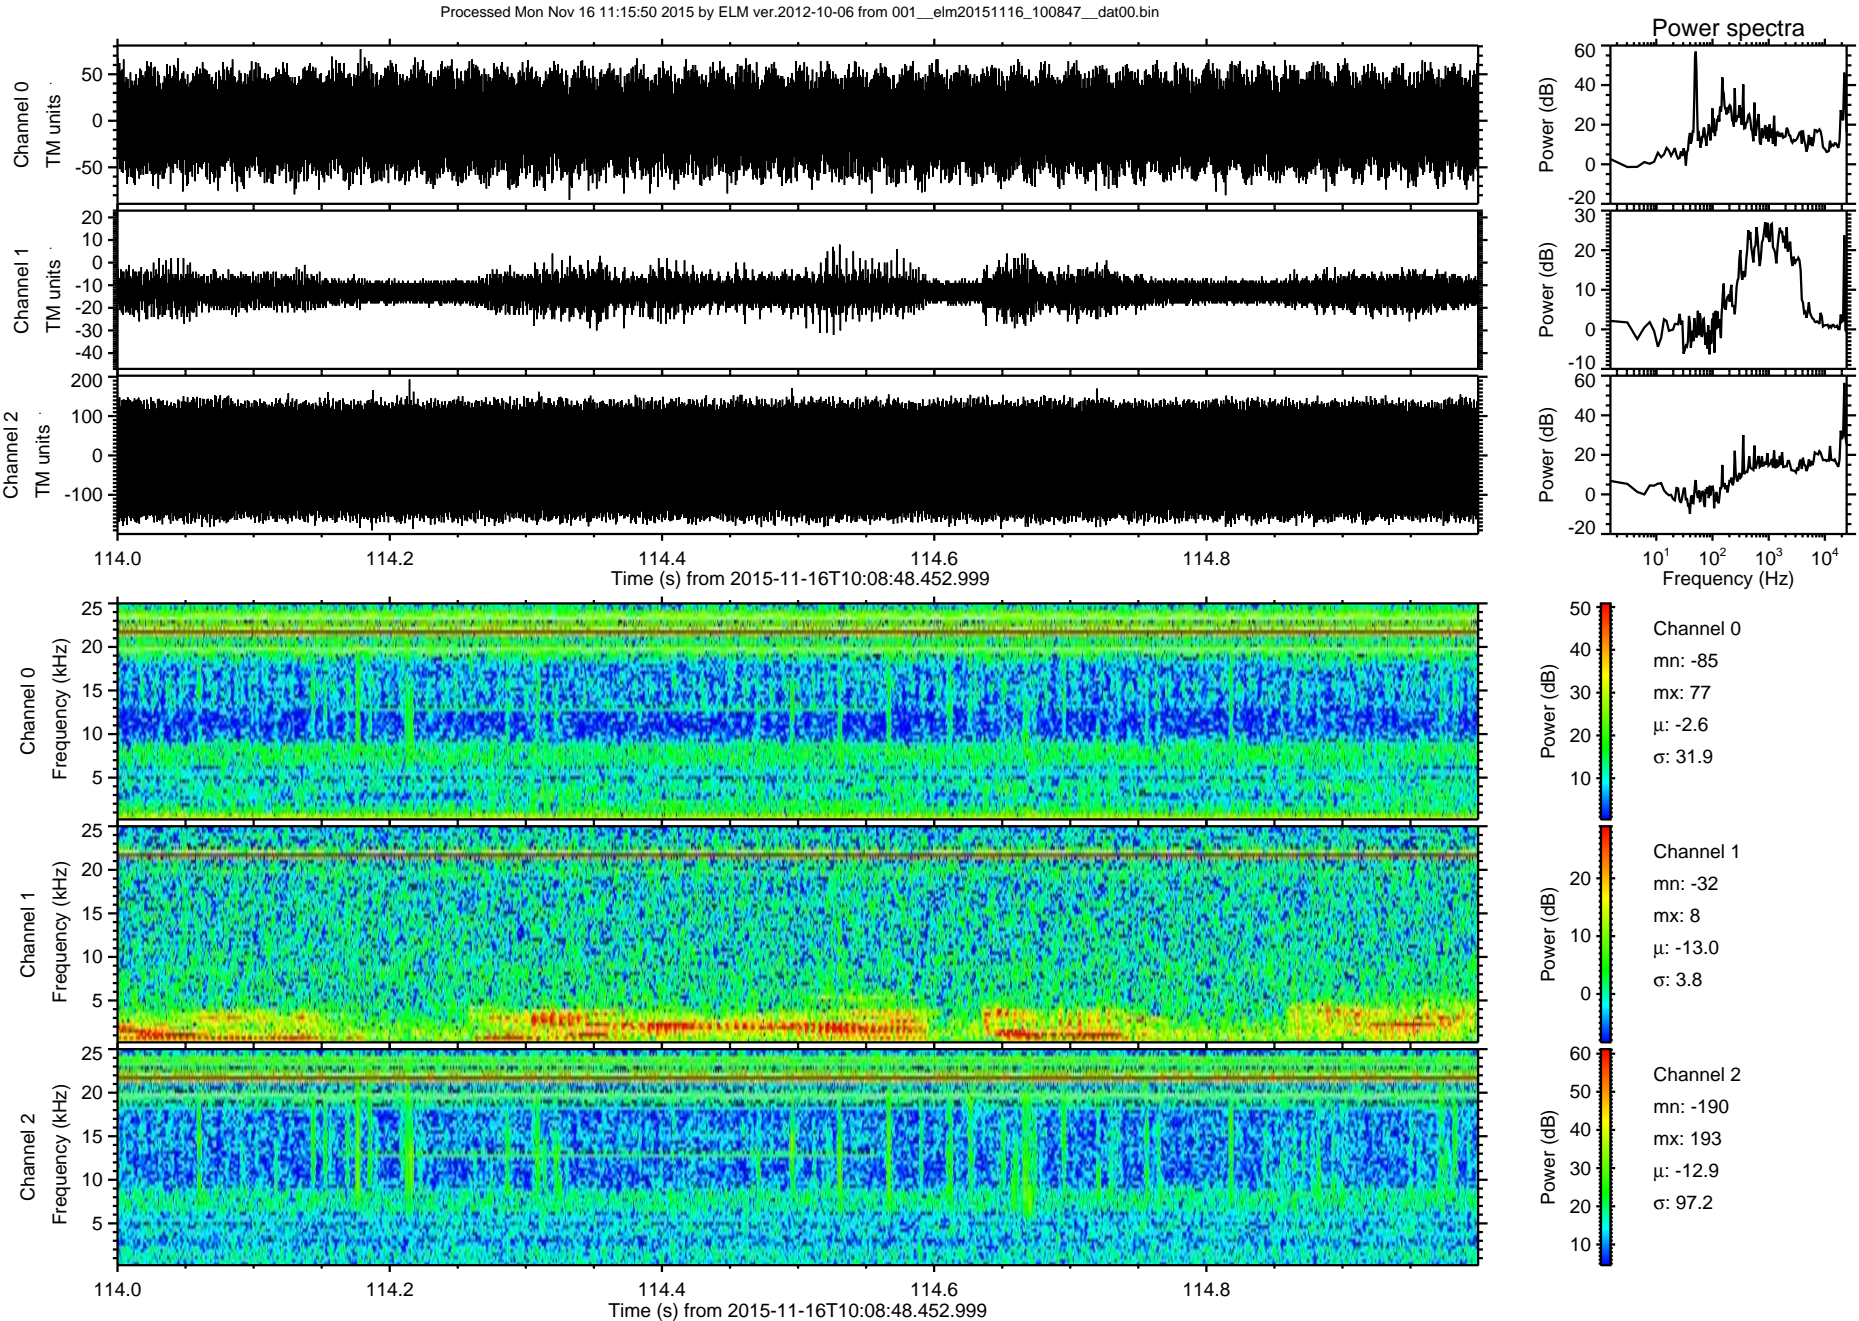 Processed Mon Nov 16 11:15:50 2015 by ELM ver.2012-10-06 from 001__elm20151116_100847__dat00.bin
Power spectra
Channel 0
TM units
50
0
-50
Power (dB)
60
40
20
0
-20
Channel 1
TM units
20
10
0
-10
-20
-30
-40
Power (dB)
30
20
10
0
-10
Channel 2
TM units
200
100
0
-100
Power (dB)
60
40
20
0
-20
114.0 114.2 114.4 114.6 114.8
Time (s) from 2015-11-16T10:08:48.452.999
10¹ 10² 10³ 10⁴
Frequency (Hz)
Channel 0
Frequency (kHz)
25
20
15
10
5
Power (dB)
50
40
30
20
10
Channel 0
mn: -85
mx: 77
μ: -2.6
σ: 31.9
Channel 1
Frequency (kHz)
25
20
15
10
5
Power (dB)
20
10
0
Channel 1
mn: -32
mx: 8
μ: -13.0
σ: 3.8
Channel 2
Frequency (kHz)
25
20
15
10
5
Power (dB)
60
50
40
30
20
10
Channel 2
mn: -190
mx: 193
μ: -12.9
σ: 97.2
114.0 114.2 114.4 114.6 114.8
Time (s) from 2015-11-16T10:08:48.452.999